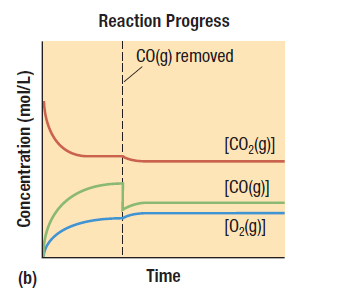 Reaction Progress
CO(g) removed
Concentration (mol/L)
[CO₂(g)]
[CO(g)]
[O₂(g)]
(b)
Time